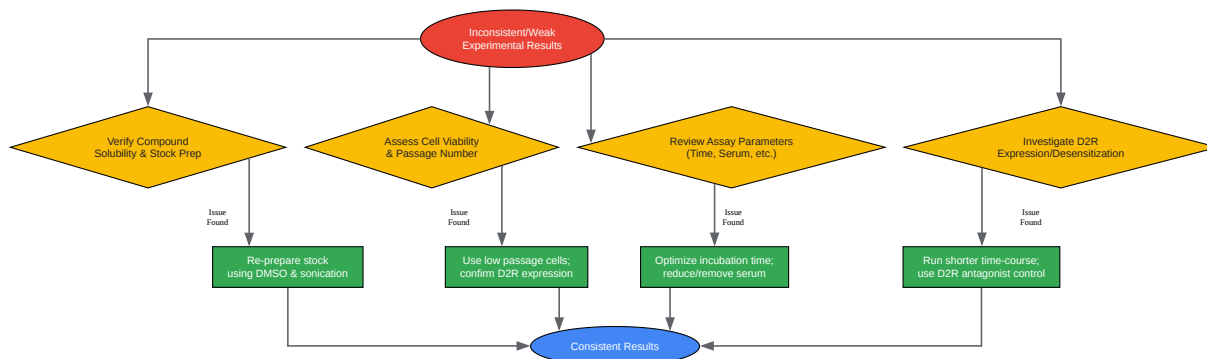 Inconsistent/Weak
Experimental Results
Verify Compound
Solubility & Stock Prep
Assess Cell Viability
& Passage Number
Review Assay Parameters
(Time, Serum, etc.)
Investigate D2R
Expression/Desensitization
Issue
Found
Issue
Found
Issue
Found
Issue
Found
Re-prepare stock
using DMSO & sonication
Use low passage cells;
confirm D2R expression
Optimize incubation time;
reduce/remove serum
Run shorter time-course;
use D2R antagonist control
Consistent Results